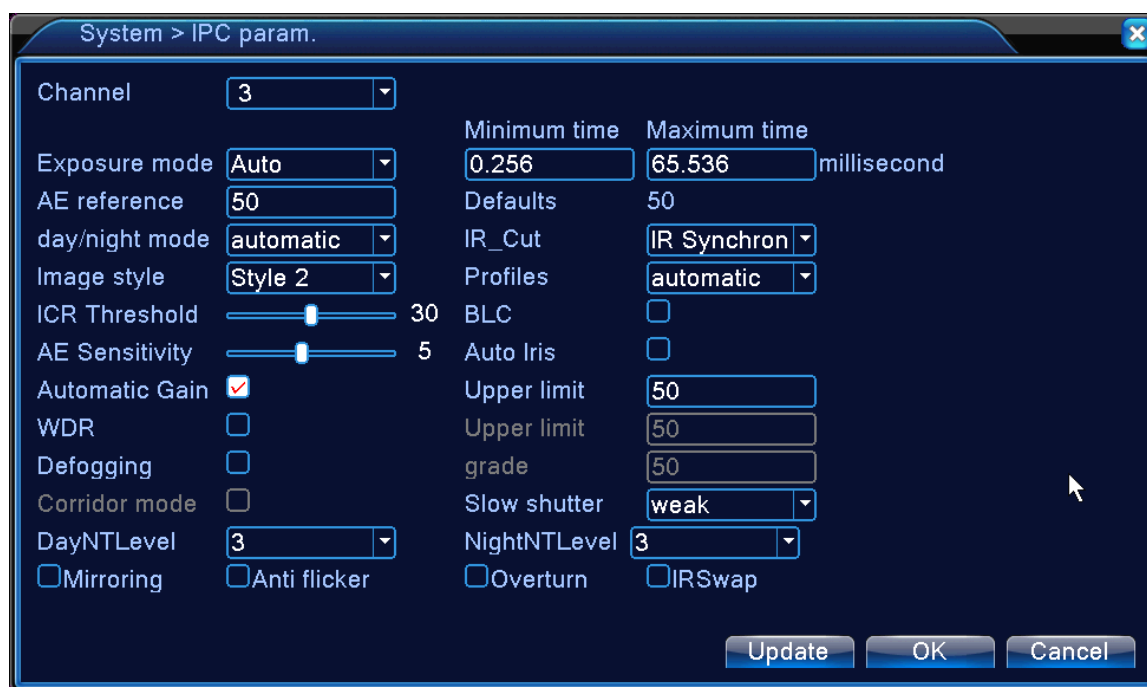 System > IPC param.
Channel 3
Minimum time Maximum time
Exposure mode Auto 0.256 65.536 millisecond
AE reference 50 Defaults 50
day/night mode automatic IR_Cut IR Synchron
Image style Style 2 Profiles automatic
ICR Threshold 30 BLC
AE Sensitivity 5 Auto Iris
Automatic Gain Upper limit 50
WDR Upper limit 50
Defogging grade 50
Corridor mode Slow shutter weak
DayNTLevel 3 NightNTLevel 3
Mirroring Anti flicker Overturn IRSwap
Update OK Cancel